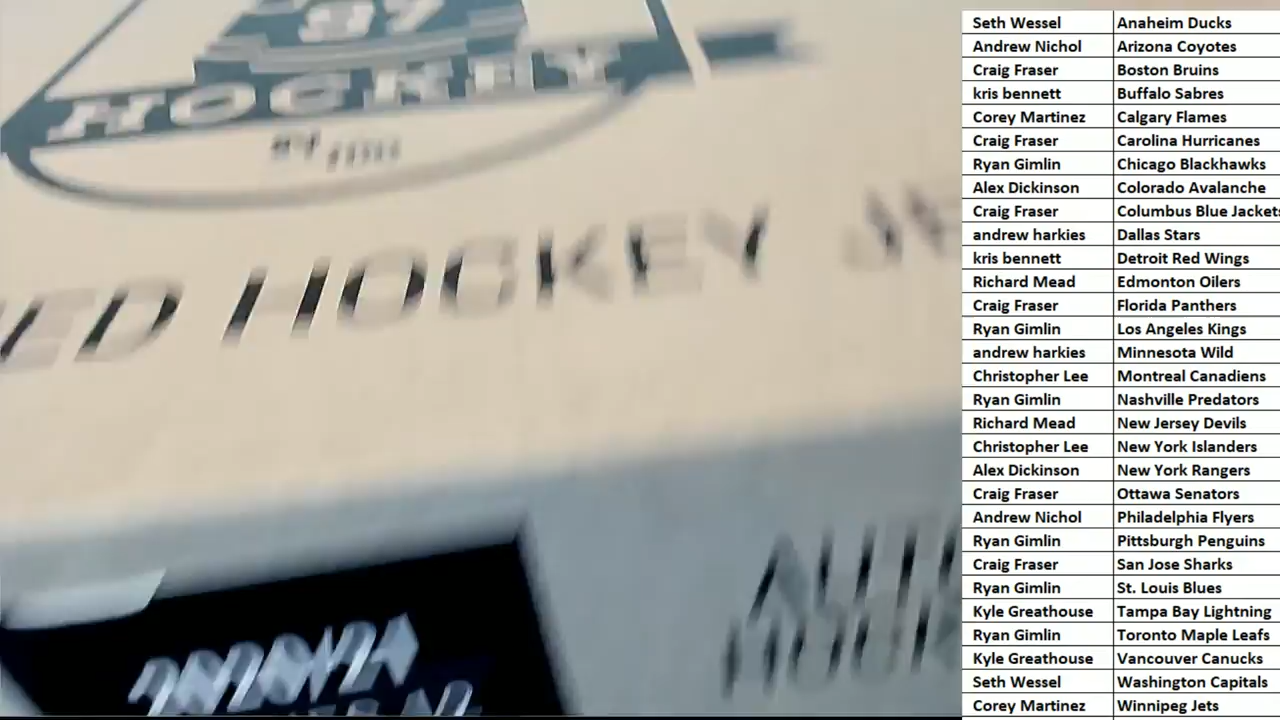 97
HOCKEY
BY
ED HOCKEY JE
AUT
HOCK
Seth Wessel Anaheim Ducks
Andrew Nichol Arizona Coyotes
Craig Fraser Boston Bruins
kris bennett Buffalo Sabres
Corey Martinez Calgary Flames
Craig Fraser Carolina Hurricanes
Ryan Gimlin Chicago Blackhawks
Alex Dickinson Colorado Avalanche
Craig Fraser Columbus Blue Jackets
andrew harkies Dallas Stars
kris bennett Detroit Red Wings
Richard Mead Edmonton Oilers
Craig Fraser Florida Panthers
Ryan Gimlin Los Angeles Kings
andrew harkies Minnesota Wild
Christopher Lee Montreal Canadiens
Ryan Gimlin Nashville Predators
Richard Mead New Jersey Devils
Christopher Lee New York Islanders
Alex Dickinson New York Rangers
Craig Fraser Ottawa Senators
Andrew Nichol Philadelphia Flyers
Ryan Gimlin Pittsburgh Penguins
Craig Fraser San Jose Sharks
Ryan Gimlin St. Louis Blues
Kyle Greathouse Tampa Bay Lightning
Ryan Gimlin Toronto Maple Leafs
Kyle Greathouse Vancouver Canucks
Seth Wessel Washington Capitals
Corey Martinez Winnipeg Jets